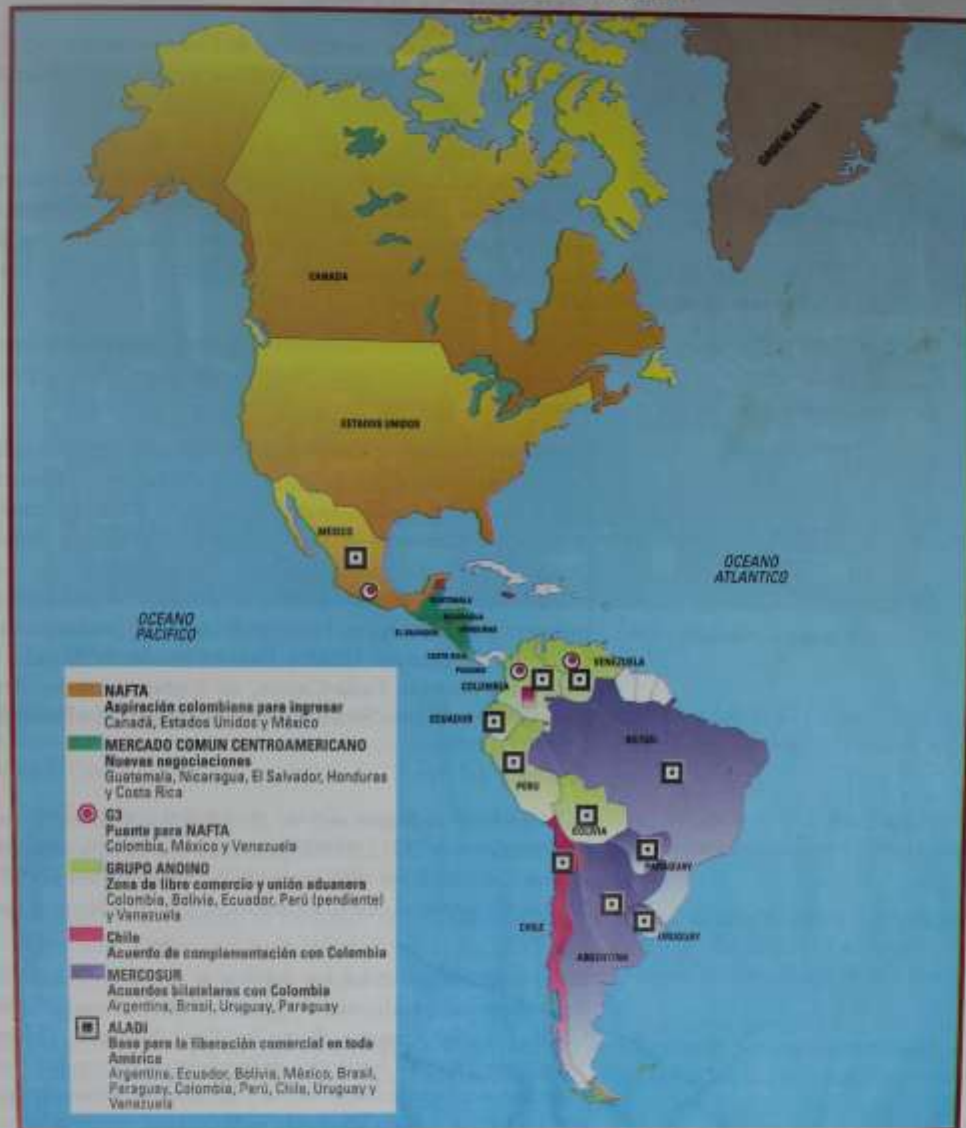 GROENLANDIA
CANADA
ESTADOS UNIDOS
MEXICO
OCEANO
ATLANTICO
OCEANO
PACIFICO
GUATEMALA
NICARAGUA
HONDURAS
EL SALVADOR
COSTA RICA
PANAMA
VENEZUELA
COLOMBIA
ECUADOR
BRASIL
PERU
BOLIVIA
PARAGUAY
CHILE
URUGUAY
ARGENTINA
NAFTA
Aspiración colombiana para ingresar
Canadá, Estados Unidos y México
MERCADO COMUN CENTROAMERICANO
Nuevas negociaciones
Guatemala, Nicaragua, El Salvador, Honduras
y Costa Rica
G3
Puente para NAFTA
Colombia, México y Venezuela
GRUPO ANDINO
Zona de libre comercio y unión aduanera
Colombia, Bolivia, Ecuador, Perú (pendiente)
y Venezuela
Chile
Acuerdo de complementación con Colombia
MERCOSUR
Acuerdos bilatelares con Colombia
Argentina, Brasil, Uruguay, Paraguay
ALADI
Base para la liberación comercial en toda
América
Argentina, Ecuador, Bolivia, México, Brasil,
Paraguay, Colombia, Perú, Chile, Uruguay y
Venezuela